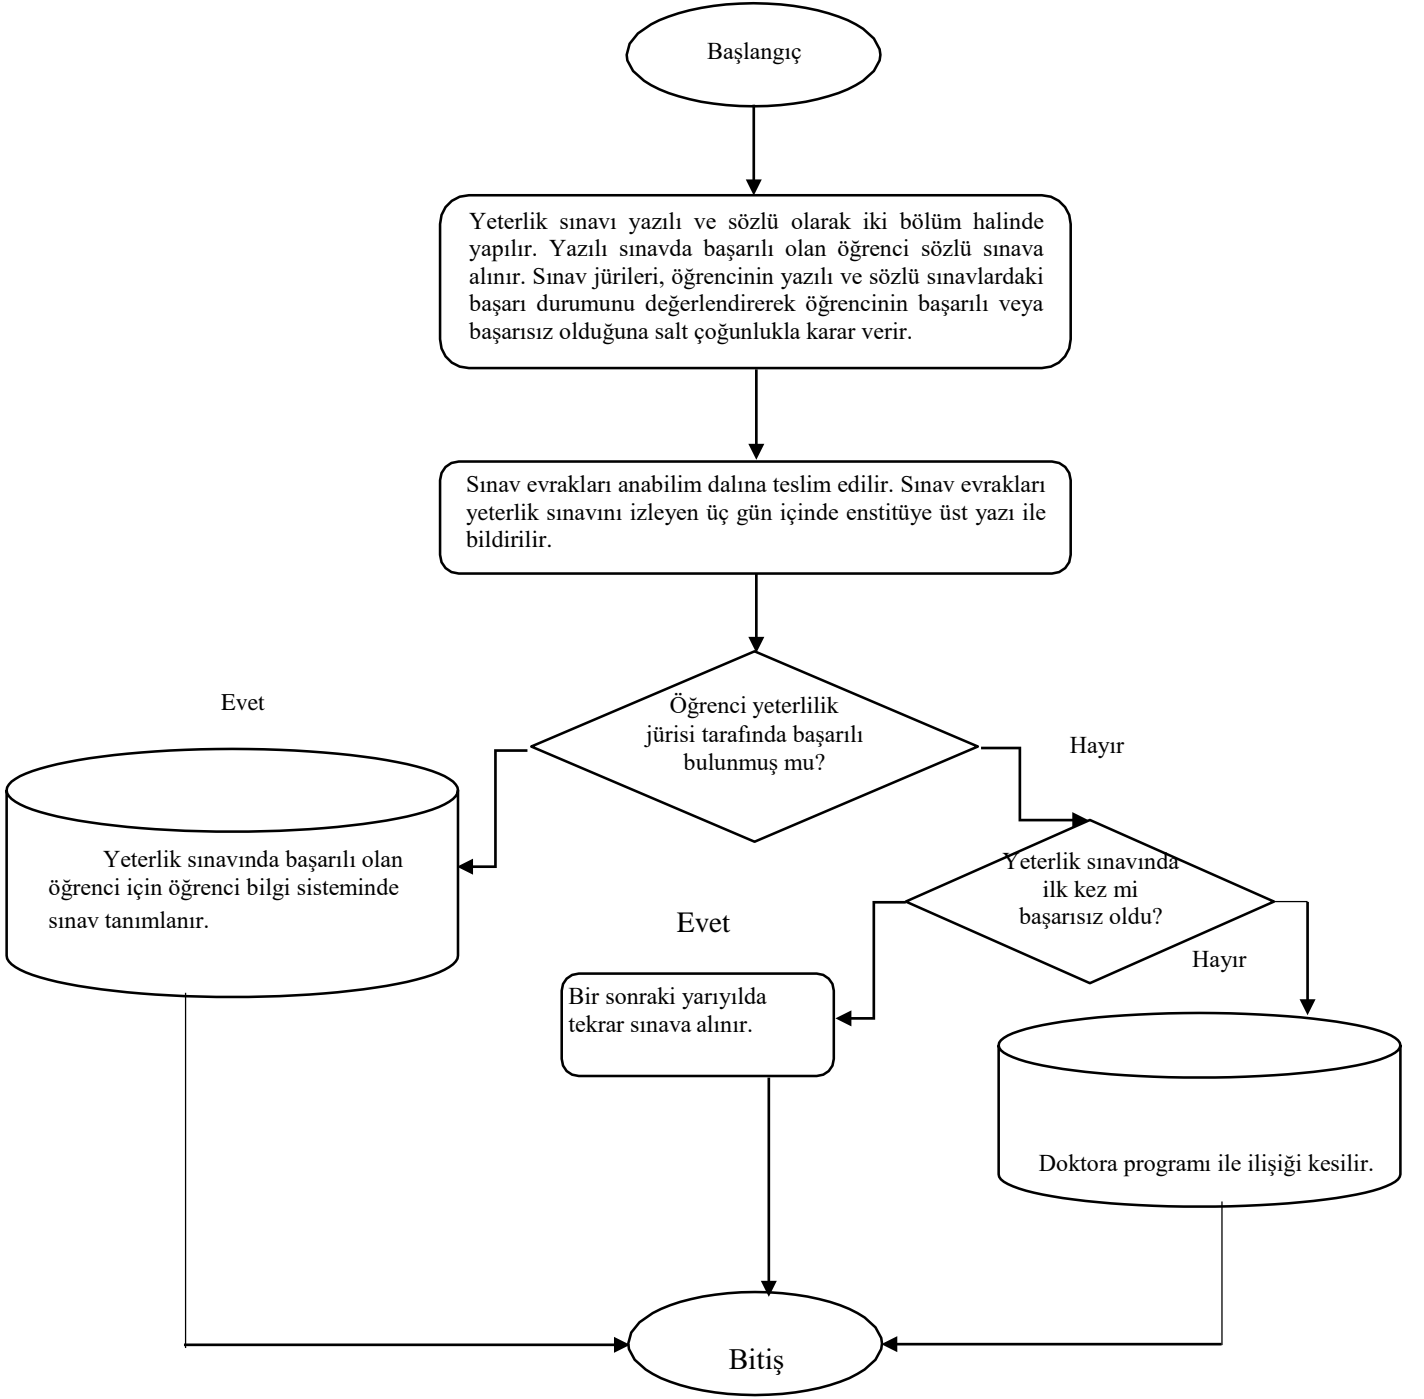 Başlangıç
Yeterlik sınavı yazılı ve sözlü olarak iki bölüm halinde
yapılır. Yazılı sınavda başarılı olan öğrenci sözlü sınava
alınır. Sınav jürileri, öğrencinin yazılı ve sözlü sınavlardaki
başarı durumunu değerlendirerek öğrencinin başarılı veya
başarısız olduğuna salt çoğunlukla karar verir.
Sınav evrakları anabilim dalına teslim edilir. Sınav evrakları
yeterlik sınavını izleyen üç gün içinde enstitüye üst yazı ile
bildirilir.
Öğrenci yeterlilik
jürisi tarafında başarılı
bulunmuş mu?
Evet
Hayır
Yeterlik sınavında başarılı olan
öğrenci için öğrenci bilgi sisteminde
sınav tanımlanır.
Yeterlik sınavında
ilk kez mi
başarısız oldu?
Evet
Hayır
Bir sonraki yarıyılda
tekrar sınava alınır.
Doktora programı ile ilişiği kesilir.
Bitiş